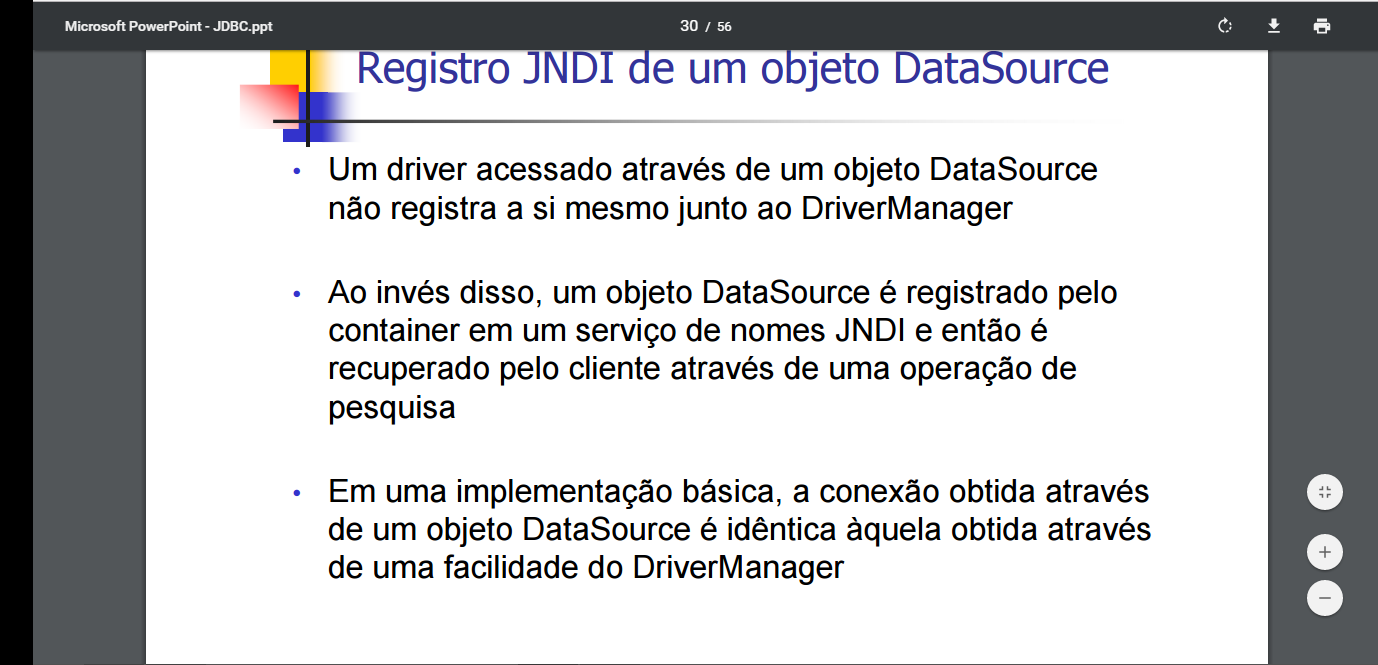 Microsoft PowerPoint - JDBC.ppt
30 / 56
Registro JNDI de um objeto DataSource
• Um driver acessado através de um objeto DataSource
não registra a si mesmo junto ao DriverManager
• Ao invés disso, um objeto DataSource é registrado pelo
container em um serviço de nomes JNDI e então é
recuperado pelo cliente através de uma operação de
pesquisa
• Em uma implementação básica, a conexão obtida através
de um objeto DataSource é idêntica àquela obtida através
de uma facilidade do DriverManager